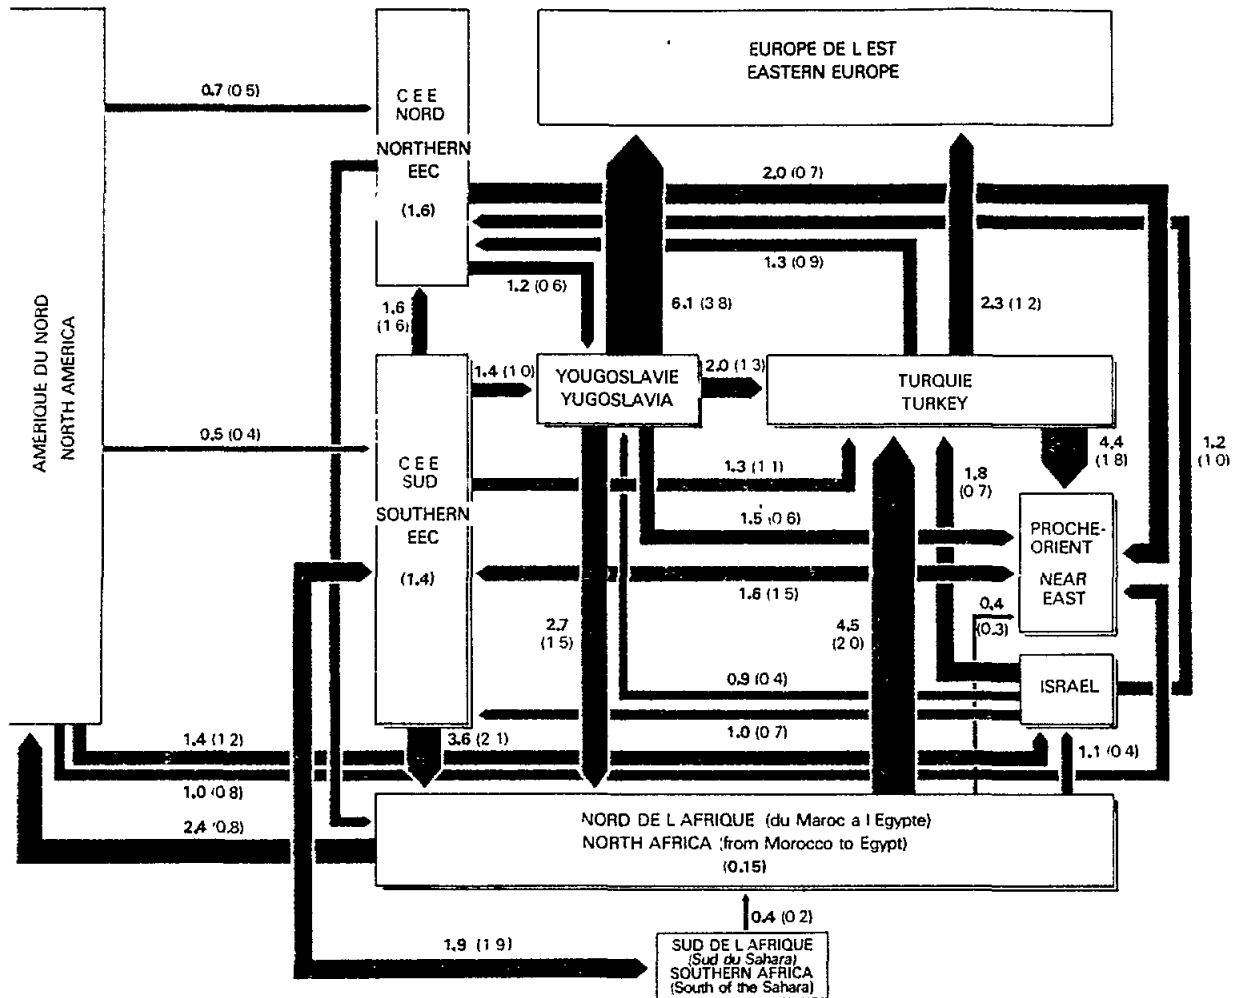 EUROPE DE L EST
EASTERN EUROPE
0.7 (0 5)
C E E
NORD
NORTHERN
EEC
(1.6)
2.0 (0 7)
1.3 (0 9)
1.2 (0 6)
1.6
(1 6)
6.1 (3 8)
2.3 (1 2)
AMERIQUE DU NORD
NORTH AMERICA
1.4 (1 0)
YOUGOSLAVIE
YUGOSLAVIA
2.0 (1 3)
TURQUIE
TURKEY
0.5 (0 4)
C E E
SUD
SOUTHERN
EEC
(1.4)
1.3 (1 1)
1.8
(0 7)
4.4
(1 8)
1.2
(1 0)
1.5 (0 6)
PROCHE-
ORIENT
NEAR
EAST
1.6 (1 5)
0.4
(0.3)
2.7
(1 5)
4.5
(2 0)
0.9 (0 4)
ISRAEL
1.0 (0 7)
1.4 (1 2)
3.6 (2 1)
1.1 (0 4)
1.0 (0 8)
2.4 (0.8)
NORD DE L AFRIQUE (du Maroc a l Egypte)
NORTH AFRICA (from Morocco to Egypt)
(0.15)
0.4 (0 2)
1.9 (1 9)
SUD DE L AFRIQUE
(Sud du Sahara)
SOUTHERN AFRICA
(South of the Sahara)